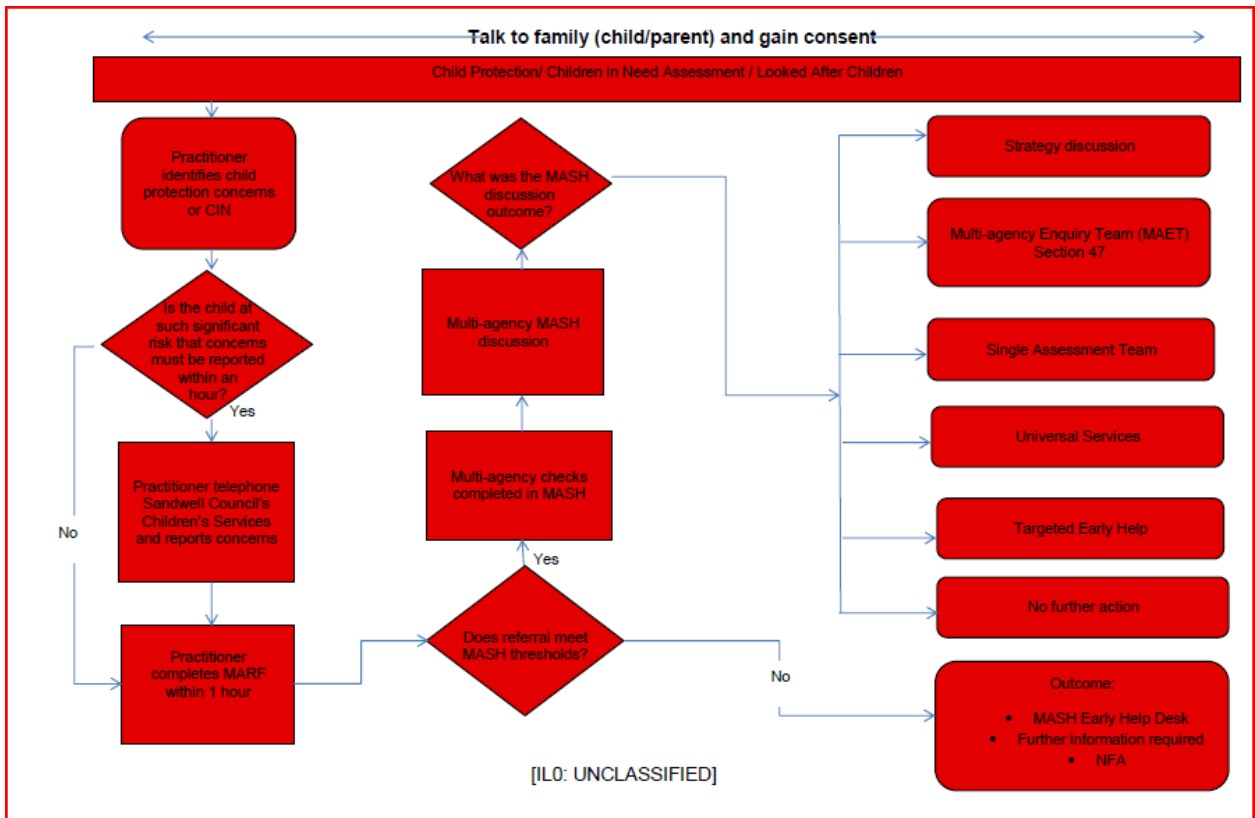 Talk to family (child/parent) and gain consent
Child Protection/ Children in Need Assessment / Looked After Children
Practitioner
identifies child
protection concerns
or CIN
Is the child at
such significant
risk that concerns
must be reported
within an
hour?
Yes
No
Practitioner telephone
Sandwell Council's
Children's Services
and reports concerns
Practitioner
completes MARF
within 1 hour
Does referral meet
MASH thresholds?
Yes
No
Multi-agency checks
completed in MASH
Multi-agency MASH
discussion
What was the MASH
discussion
outcome?
Strategy discussion
Multi-agency Enquiry Team (MAET)
Section 47
Single Assessment Team
Universal Services
Targeted Early Help
No further action
Outcome:
• MASH Early Help Desk
• Further information required
• NFA
[IL0: UNCLASSIFIED]